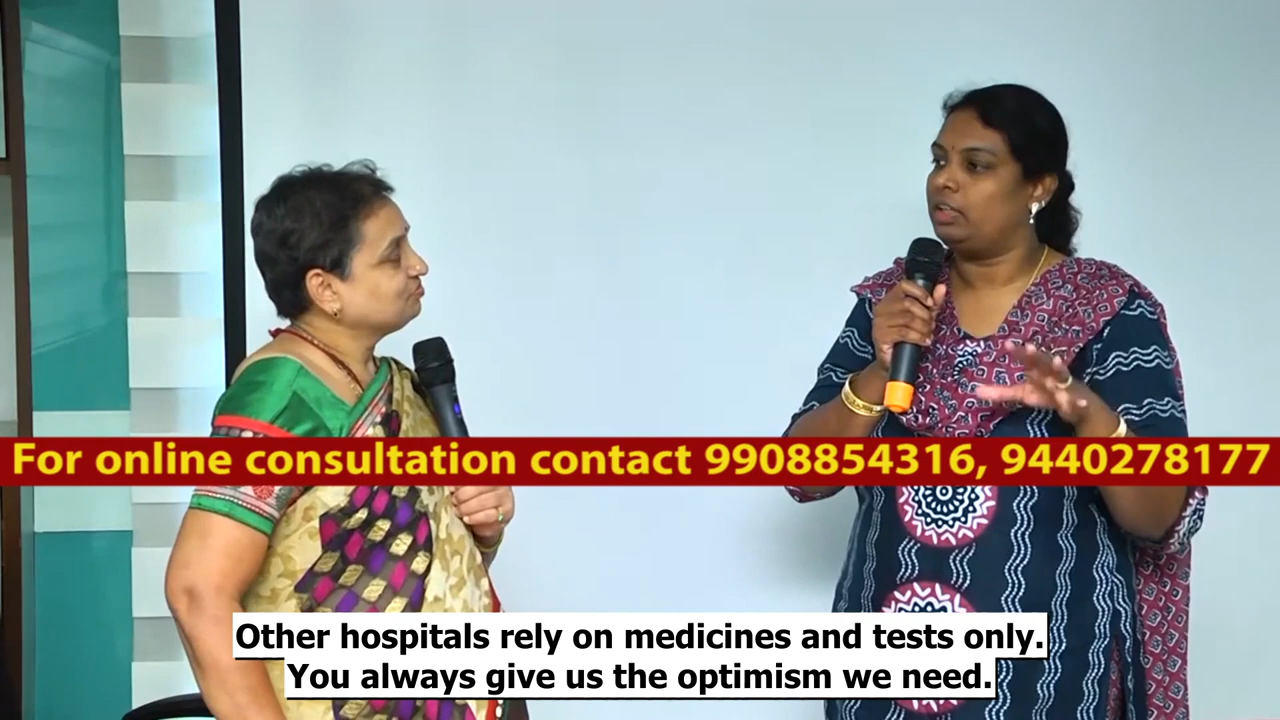 For online consultation contact 9908854316, 9440278177
Other hospitals rely on medicines and tests only.
You always give us the optimism we need.